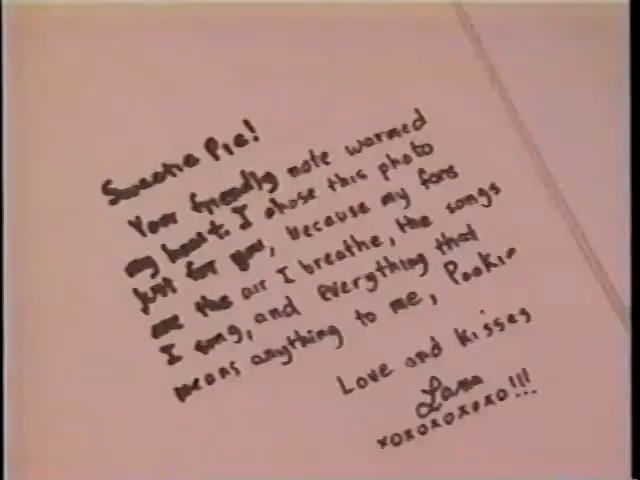 Sweetie Pie!
Your friendly note warmed
my heart. I chose this photo
just for you, because my fans
are the air I breathe, the songs
I sing, and everything that
means anything to me, Pookie
Love and kisses
Lana
xoxoxoxoxo!!!